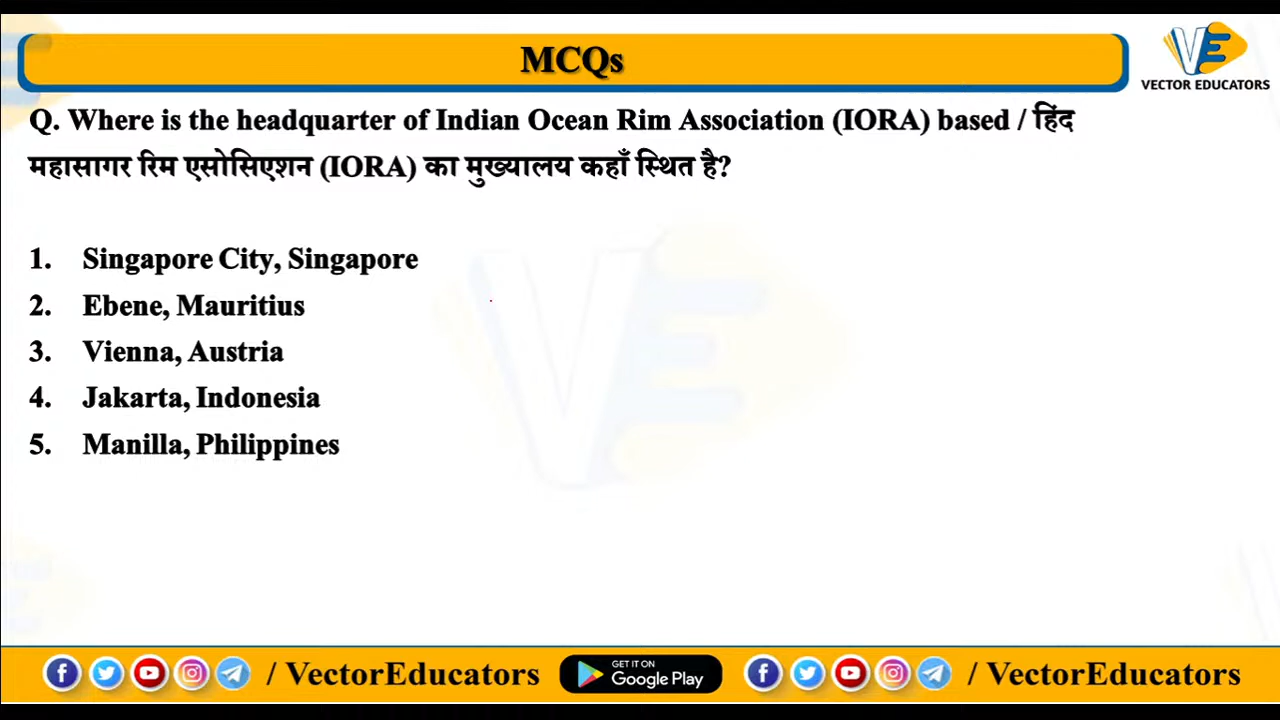 MCQs
VECTOR EDUCATORS
Q. Where is the headquarter of Indian Ocean Rim Association (IORA) based / हिंद
महासागर रिम एसोसिएशन (IORA) का मुख्यालय कहाँ स्थित है?
1. Singapore City, Singapore
2. Ebene, Mauritius
3. Vienna, Austria
4. Jakarta, Indonesia
5. Manilla, Philippines
/ VectorEducators GET IT ON Google Play / VectorEducators